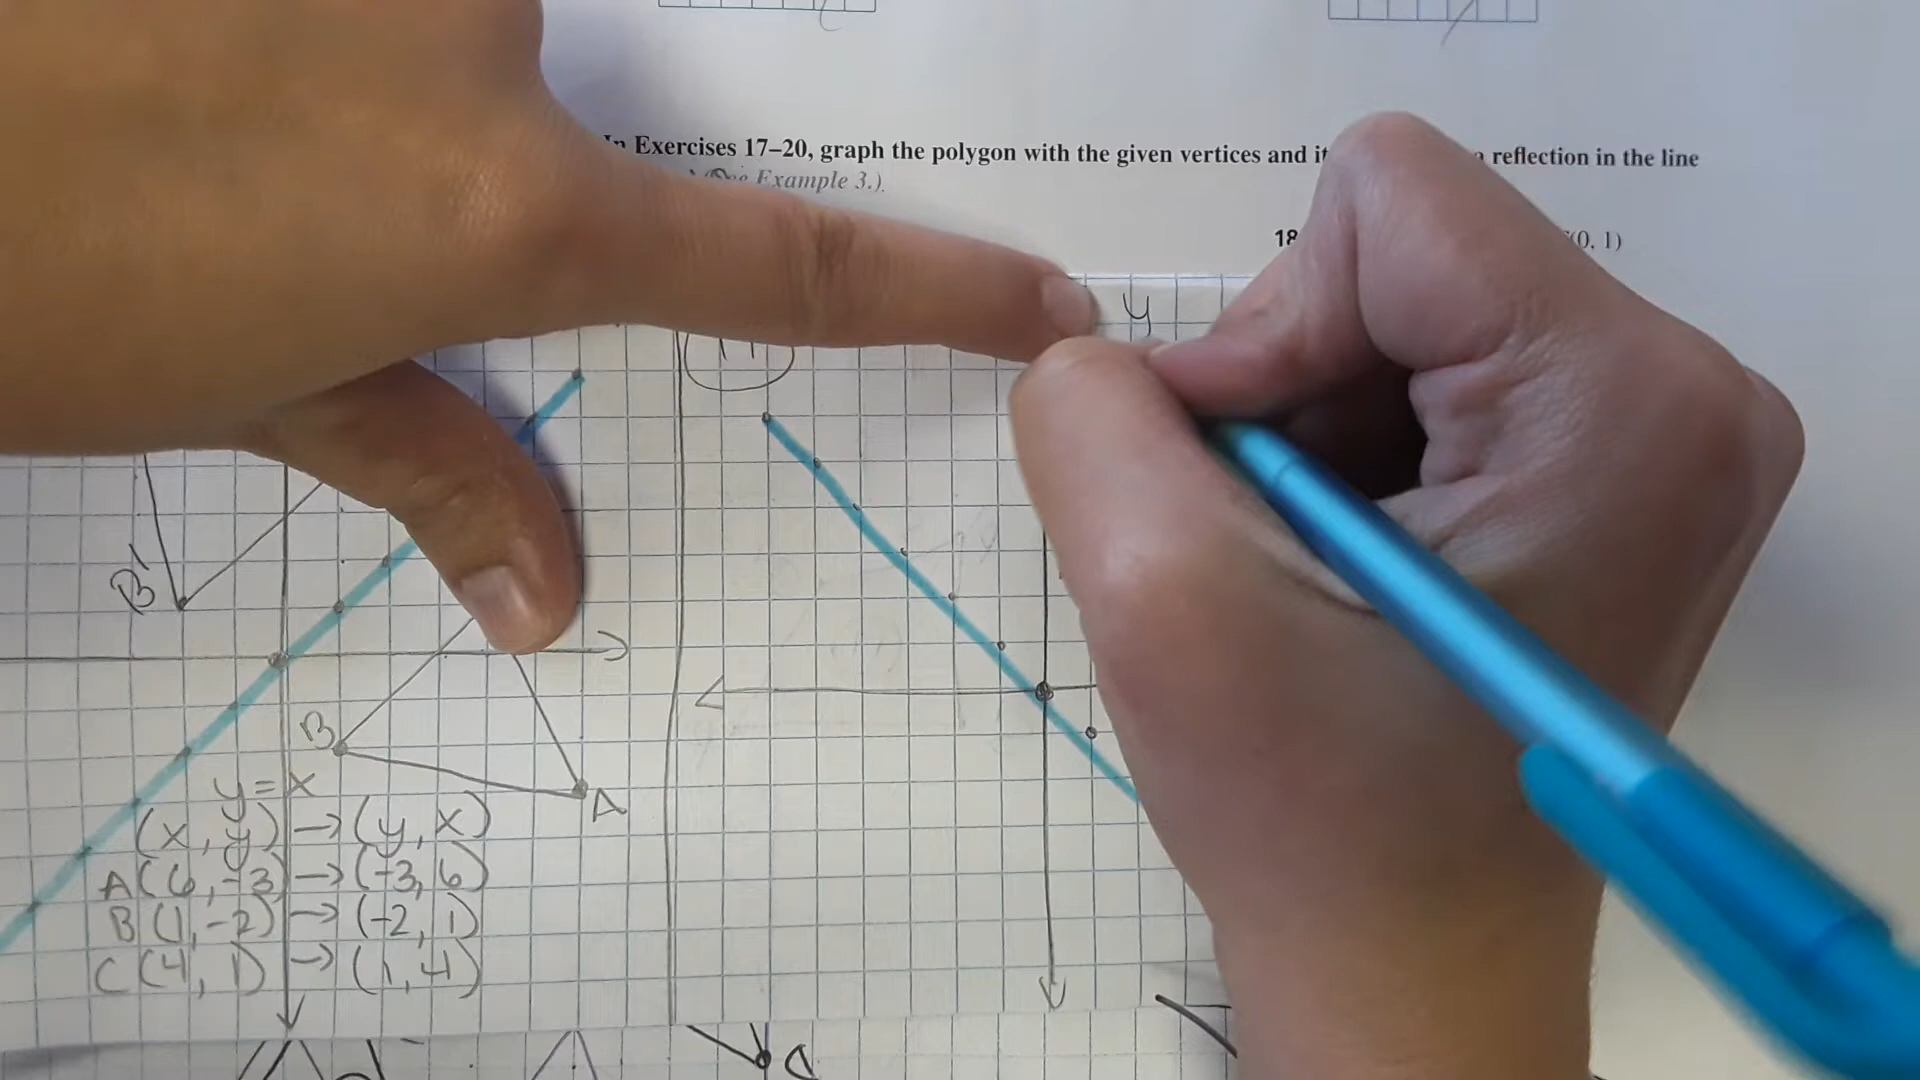 Exercises 17–20, graph the polygon with the given vertices and reflection in the line
Example 3.)
18
(0, 1)
y
B'
B
A
y = x
(x, y) → (y, x)
A(6, -3) → (-3, 6)
B(1, -2) → (-2, 1)
C(4, 1) → (1, 4)